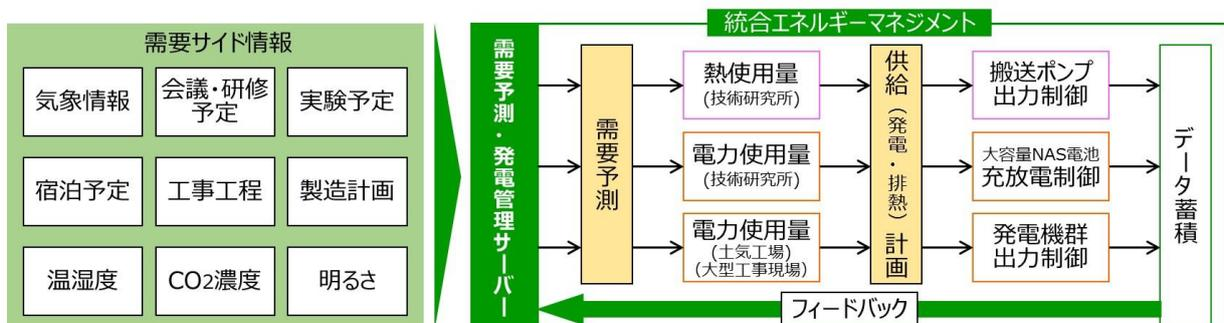 需要サイド情報
気象情報
会議・研修
予定
実験予定
宿泊予定
工事工程
製造計画
温湿度
CO2濃度
明るさ
需要予測・発電管理サーバー
統合エネルギーマネジメント
需要予測
熱使用量
(技術研究所)
電力使用量
(技術研究所)
電力使用量
(土気工場)
(大型工事現場)
供給(発電・排熱)計画
搬送ポンプ
出力制御
大容量NAS電池
充放電制御
発電機群
出力制御
データ蓄積
フィードバック